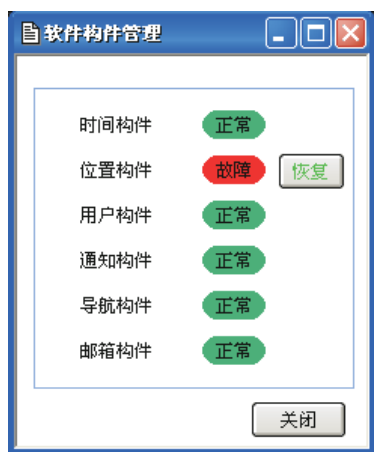 软件构件管理
时间构件 正常
位置构件 故障 恢复
用户构件 正常
通知构件 正常
导航构件 正常
邮箱构件 正常
关闭